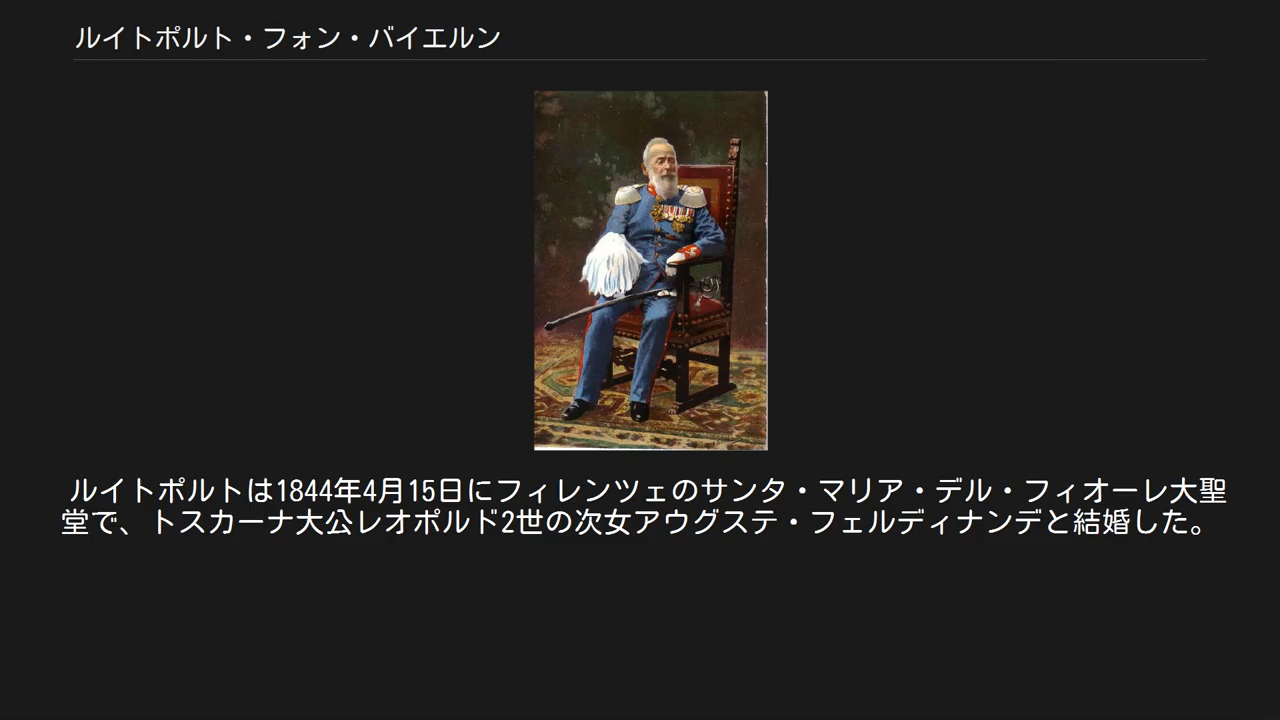 ルイトポルト・フォン・バイエルン
ルイトポルトは1844年4月15日にフィレンツェのサンタ・マリア・デル・フィオーレ大聖
堂で、トスカーナ大公レオポルド2世の次女アウグステ・フェルディナンデと結婚した。